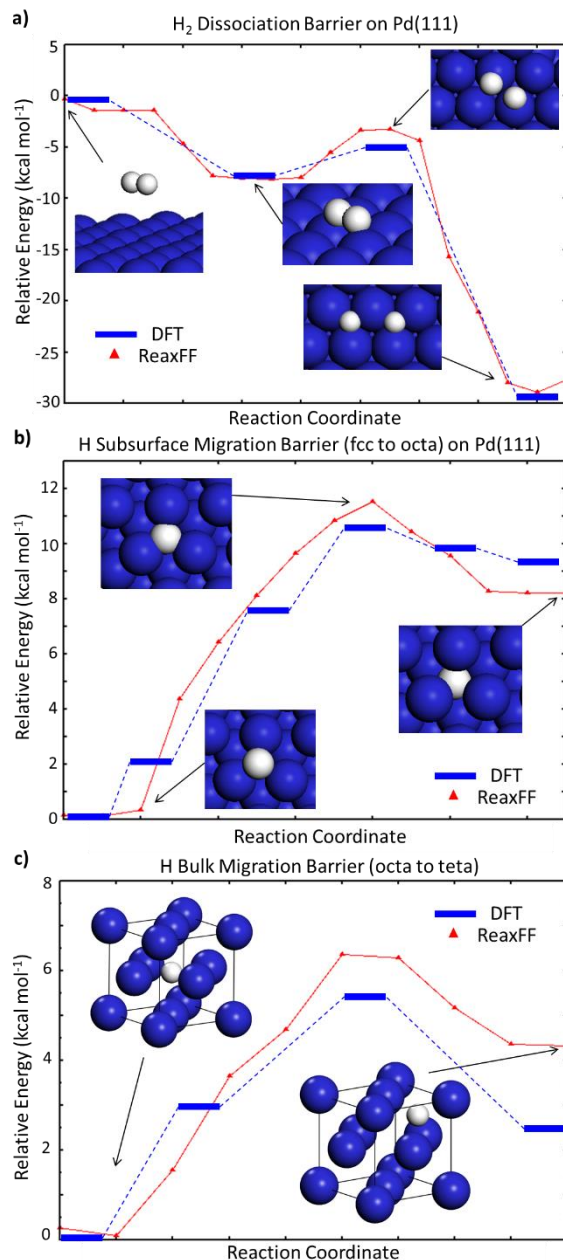 a)
H₂ Dissociation Barrier on Pd(111)
Relative Energy (kcal mol⁻¹)
5
0
-5
-10
-15
-20
-25
-30
DFT
ReaxFF
Reaction Coordinate
b)
H Subsurface Migration Barrier (fcc to octa) on Pd(111)
Relative Energy (kcal mol⁻¹)
12
10
8
6
4
2
0
DFT
ReaxFF
Reaction Coordinate
c)
H Bulk Migration Barrier (octa to teta)
Relative Energy (kcal mol⁻¹)
8
6
4
2
0
DFT
ReaxFF
Reaction Coordinate